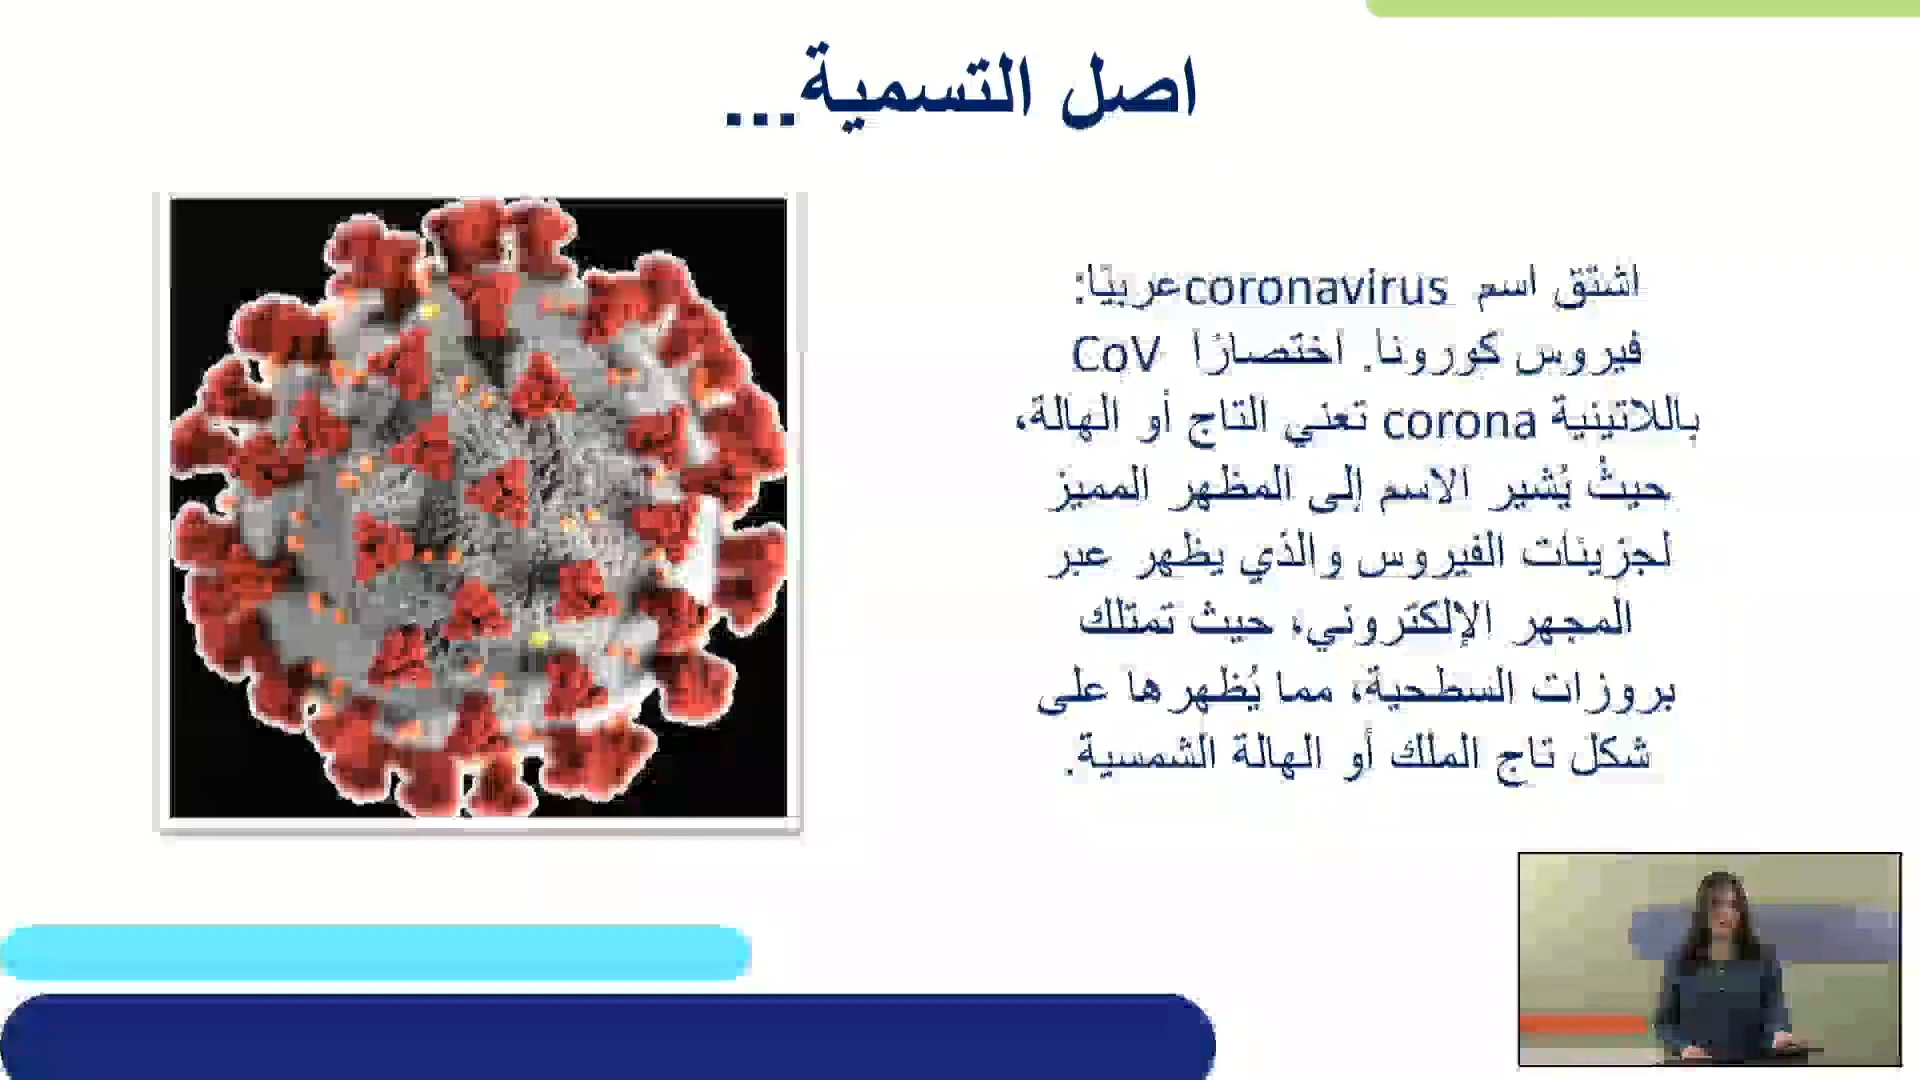 اصل التسمية...
اشتق اسم coronavirus عربيًا:
فيروس كورونا. اختصارًا CoV
باللاتينية corona تعني التاج أو الهالة،
حيثُ يُشير الاسم إلى المظهر المميز
لجزيئات الفيروس والذي يظهر عبر
المجهر الإلكتروني، حيث تمتلك
بروزات السطحية، مما يُظهرها على
شكل تاج الملك أو الهالة الشمسية.